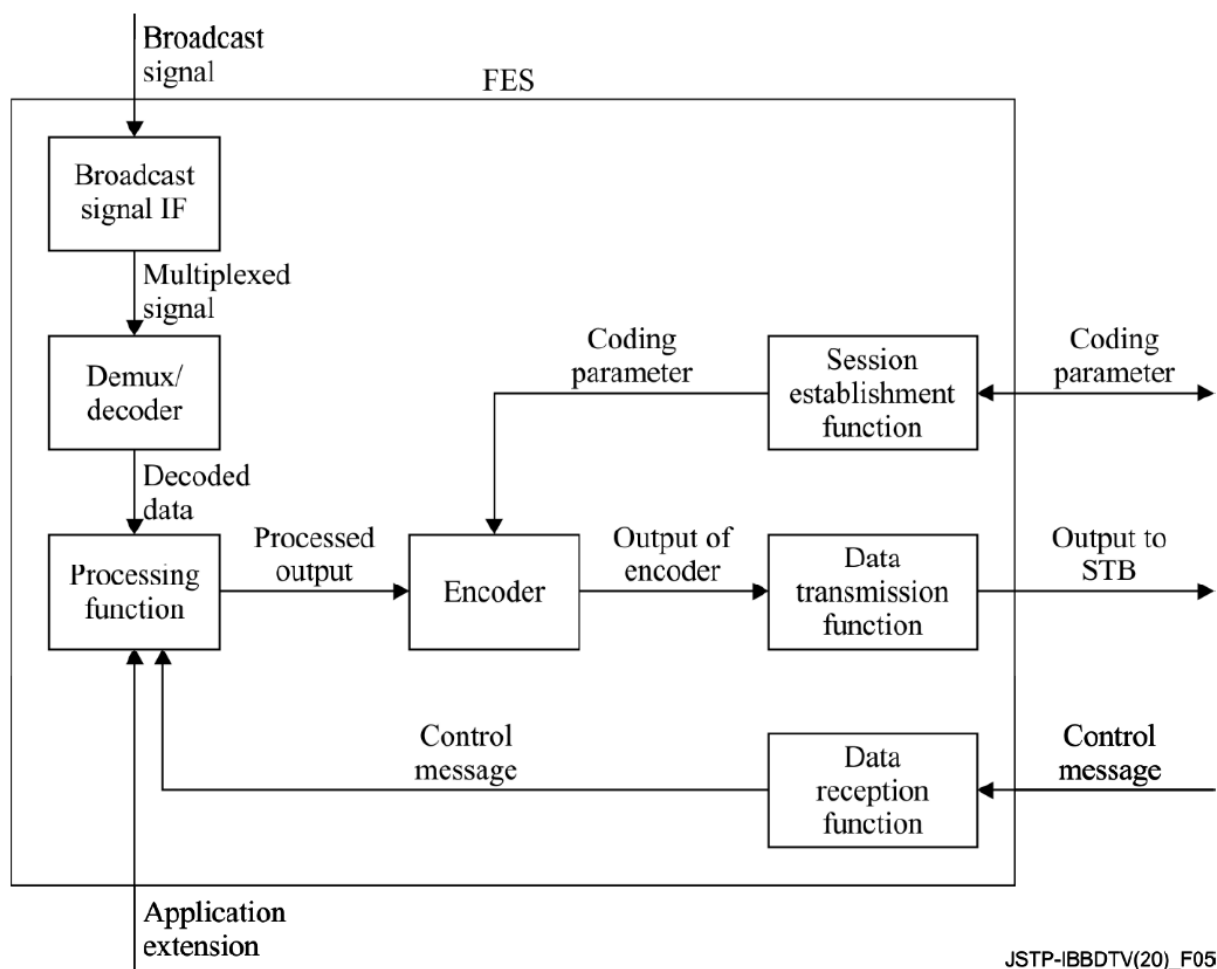 Broadcast
signal
FES
Broadcast
signal IF
Multiplexed
signal
Demux/
decoder
Coding
parameter
Session
establishment
function
Coding
parameter
Decoded
data
Processing
function
Processed
output
Encoder
Output of
encoder
Data
transmission
function
Output to
STB
Control
message
Data
reception
function
Control
message
Application
extension
JSTP-IBBDTV(20)_F05